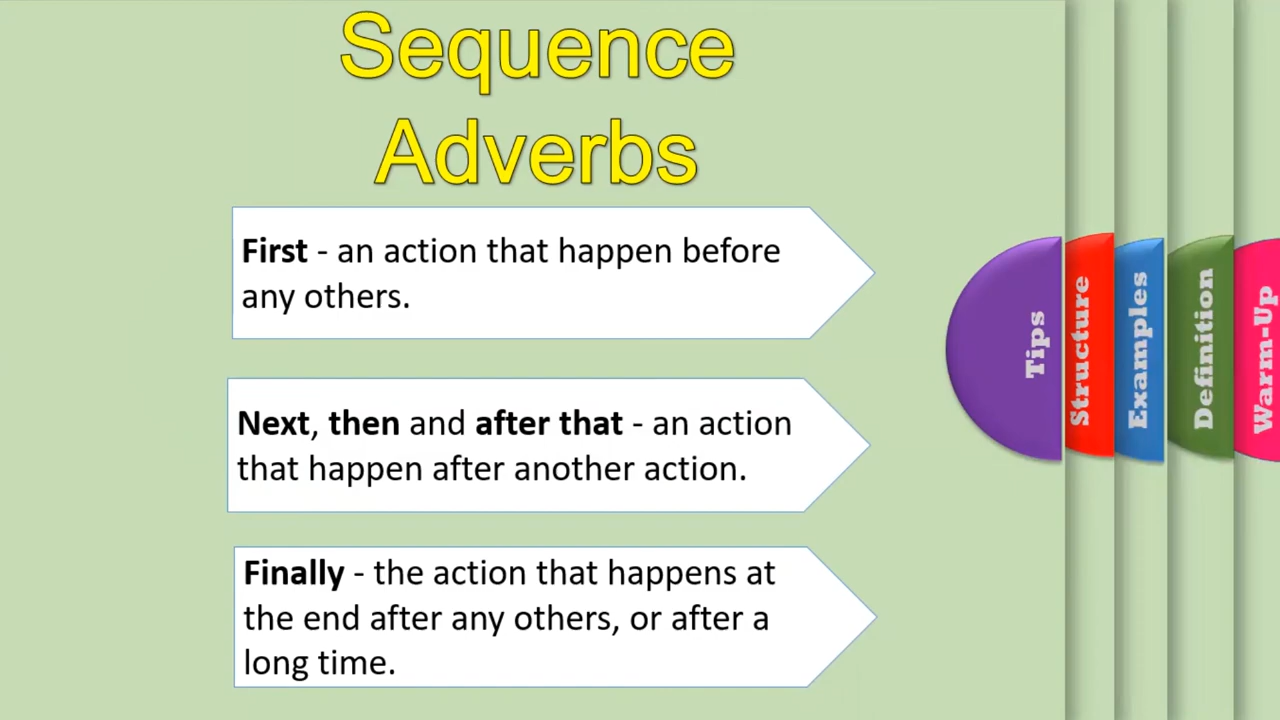 Sequence
Adverbs
First - an action that happen before
any others.
Next, then and after that - an action
that happen after another action.
Finally - the action that happens at
the end after any others, or after a
long time.
Tips
Structure
Examples
Definition
Warm-Up